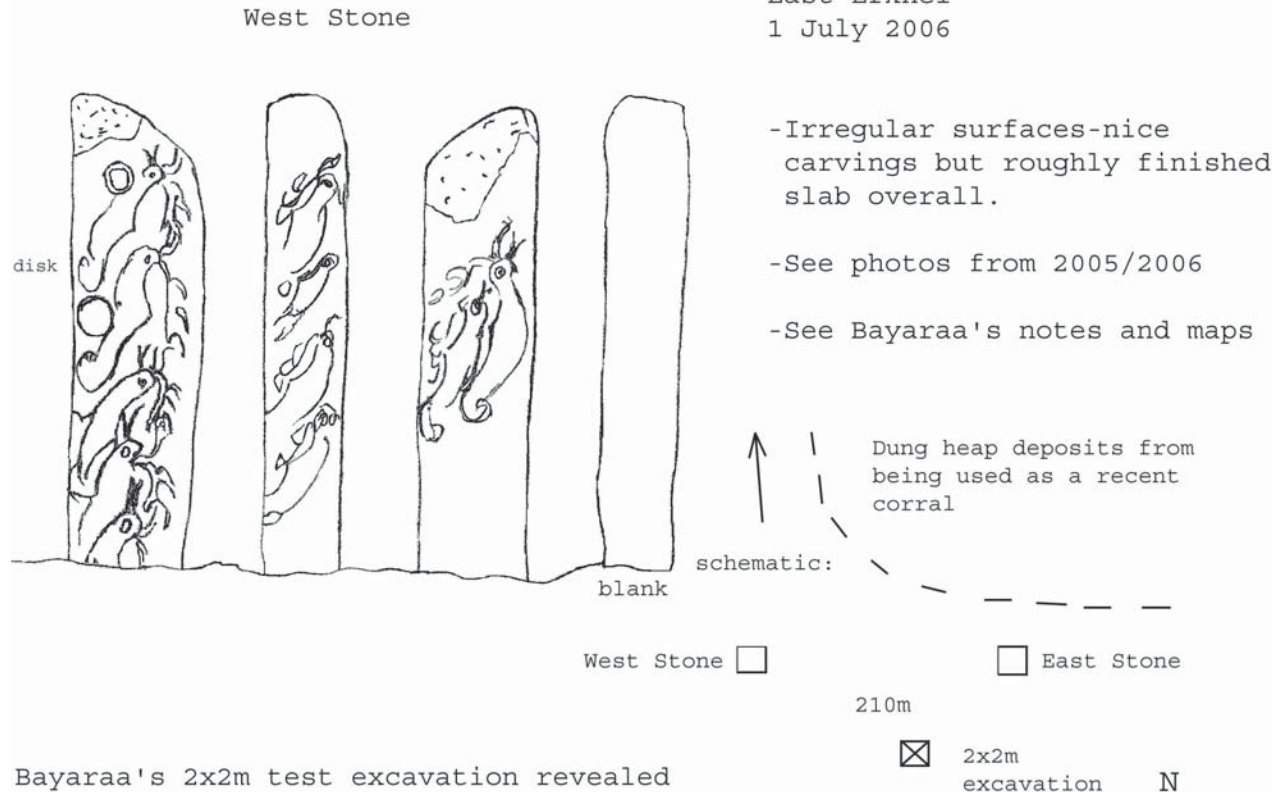 West Stone
1 July 2006
-Irregular surfaces-nice
carvings but roughly finished
slab overall.
disk
-See photos from 2005/2006
-See Bayaraa's notes and maps
Dung heap deposits from
being used as a recent
corral
schematic:
blank
West Stone
East Stone
210m
2x2m
excavation
N
Bayaraa's 2x2m test excavation revealed